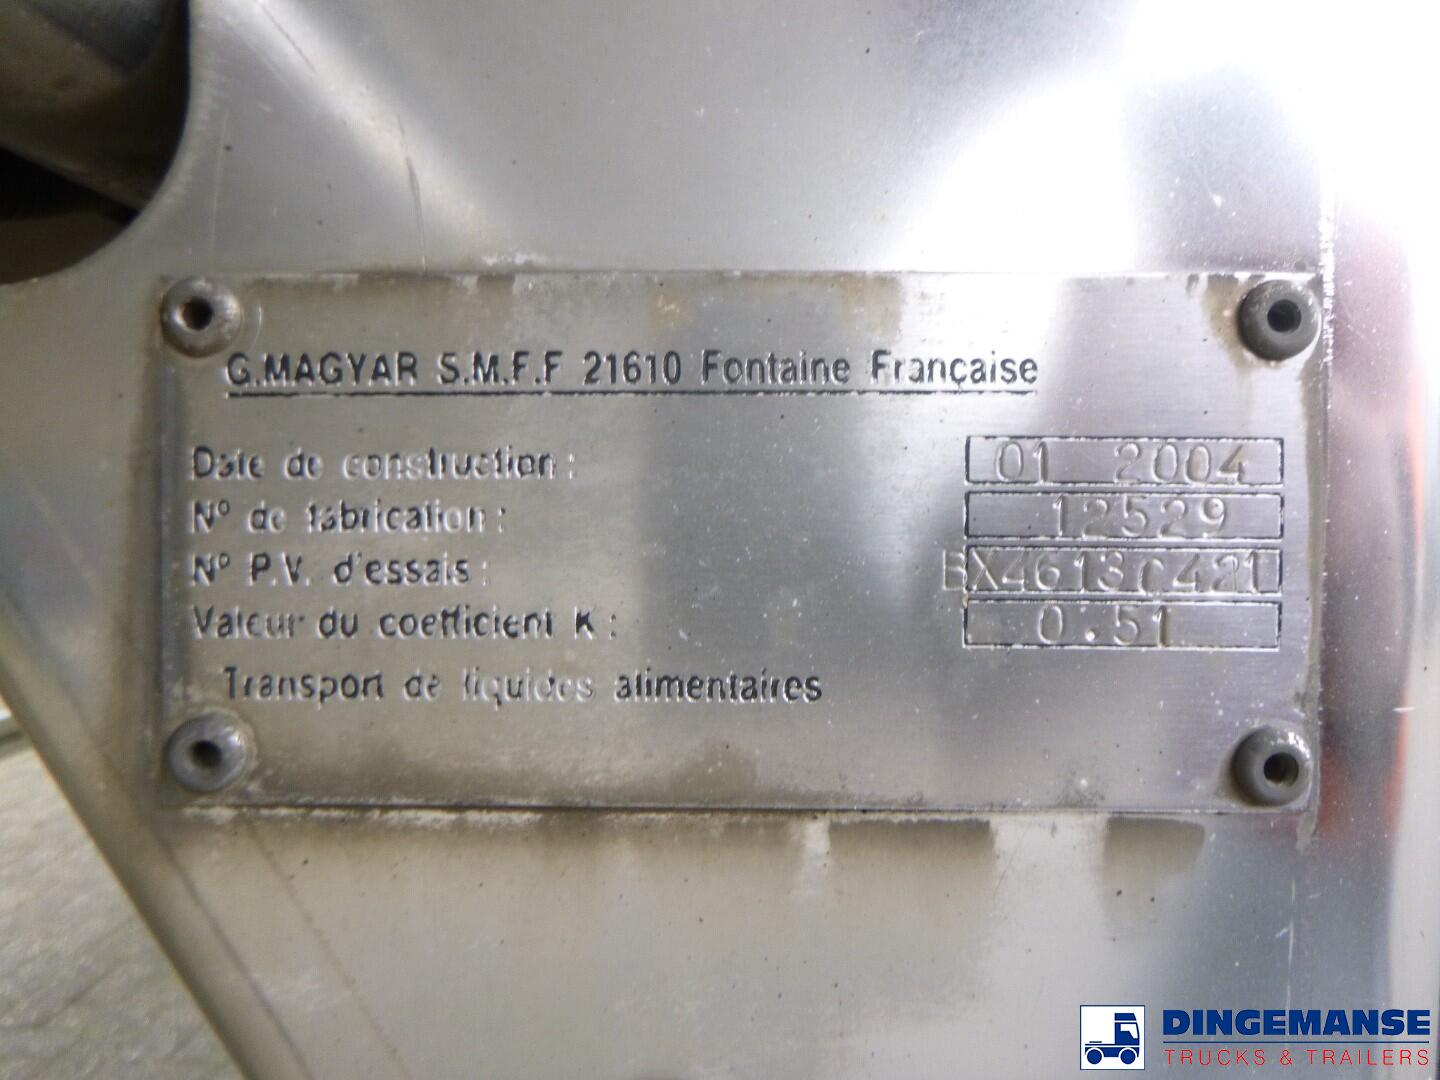 G.MAGYAR S.M.F.F 21610 Fontaine Française
Date de construction : 01 2004
N° de fabrication : 12529
N° P.V. d'essais :
Valeur du coefficient K : 0.51
Transport de liquides alimentaires
DINGEMANSE
TRUCKS & TRAILERS